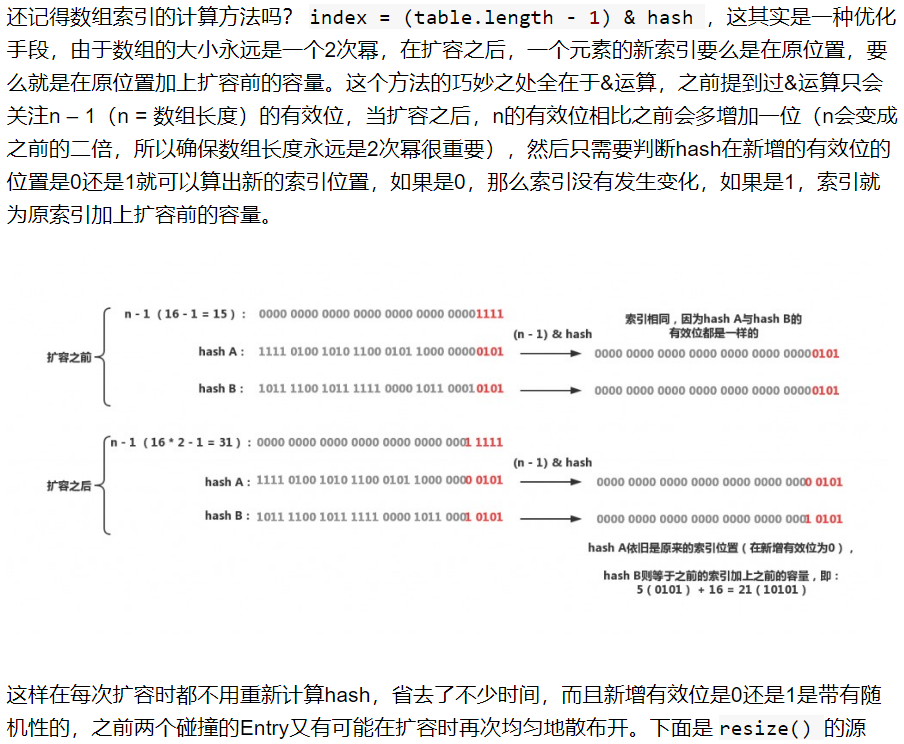 还记得数组索引的计算方法吗? index = (table.length - 1) & hash ，这其实是一种优化
手段，由于数组的大小永远是一个2次幂，在扩容之后，一个元素的新索引要么是在原位置，要
么就是在原位置加上扩容前的容量。这个方法的巧妙之处全在于&运算，之前提到过&运算只会
关注n – 1（n = 数组长度）的有效位，当扩容之后，n的有效位相比之前会多增加一位（n会变成
之前的二倍，所以确保数组长度永远是2次幂很重要），然后只需要判断hash在新增的有效位的
位置是0还是1就可以算出新的索引位置，如果是0，那么索引没有发生变化，如果是1，索引就
为原索引加上扩容前的容量。
扩容之前
n - 1（16 - 1 = 15）： 0000 0000 0000 0000 0000 0000 0000 1111
hash A： 1111 0100 1010 1100 0101 1000 0000 0101
hash B： 1011 1100 1011 1111 0000 1011 0001 0101
(n - 1) & hash
索引相同，因为hash A与hash B的
有效位都是一样的
0000 0000 0000 0000 0000 0000 0000 0101
0000 0000 0000 0000 0000 0000 0000 0101
扩容之后
n - 1（16 * 2 - 1 = 31）: 0000 0000 0000 0000 0000 0000 0001 1111
hash A： 1111 0100 1010 1100 0101 1000 0000 0101
hash B： 1011 1100 1011 1111 0000 1011 0001 0101
(n - 1) & hash
0000 0000 0000 0000 0000 0000 0000 0101
0000 0000 0000 0000 0000 0000 0001 0101
hash A依旧是原来的索引位置（在新增有效位为0），
hash B则等于之前的索引加上之前的容量，即：
5（0101）+ 16 = 21（10101）
这样在每次扩容时都不用重新计算hash，省去了不少时间，而且新增有效位是0还是1是带有随
机性的，之前两个碰撞的Entry又有可能在扩容时再次均匀地散布开。下面是 resize() 的源